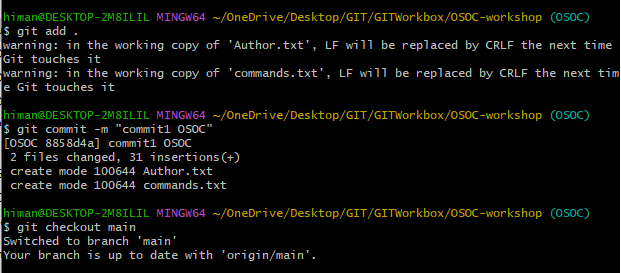 himan@DESKTOP-2M8ILIL MINGW64 ~/OneDrive/Desktop/GIT/GITWorkbox/OSOC-workshop (OSOC)
$ git add .
warning: in the working copy of 'Author.txt', LF will be replaced by CRLF the next time
Git touches it
warning: in the working copy of 'commands.txt', LF will be replaced by CRLF the next tim
e Git touches it
himan@DESKTOP-2M8ILIL MINGW64 ~/OneDrive/Desktop/GIT/GITWorkbox/OSOC-workshop (OSOC)
$ git commit -m "commit1 OSOC"
[OSOC 8858d4a] commit1 OSOC
2 files changed, 31 insertions(+)
create mode 100644 Author.txt
create mode 100644 commands.txt
himan@DESKTOP-2M8ILIL MINGW64 ~/OneDrive/Desktop/GIT/GITWorkbox/OSOC-workshop (OSOC)
$ git checkout main
Switched to branch 'main'
Your branch is up to date with 'origin/main'.